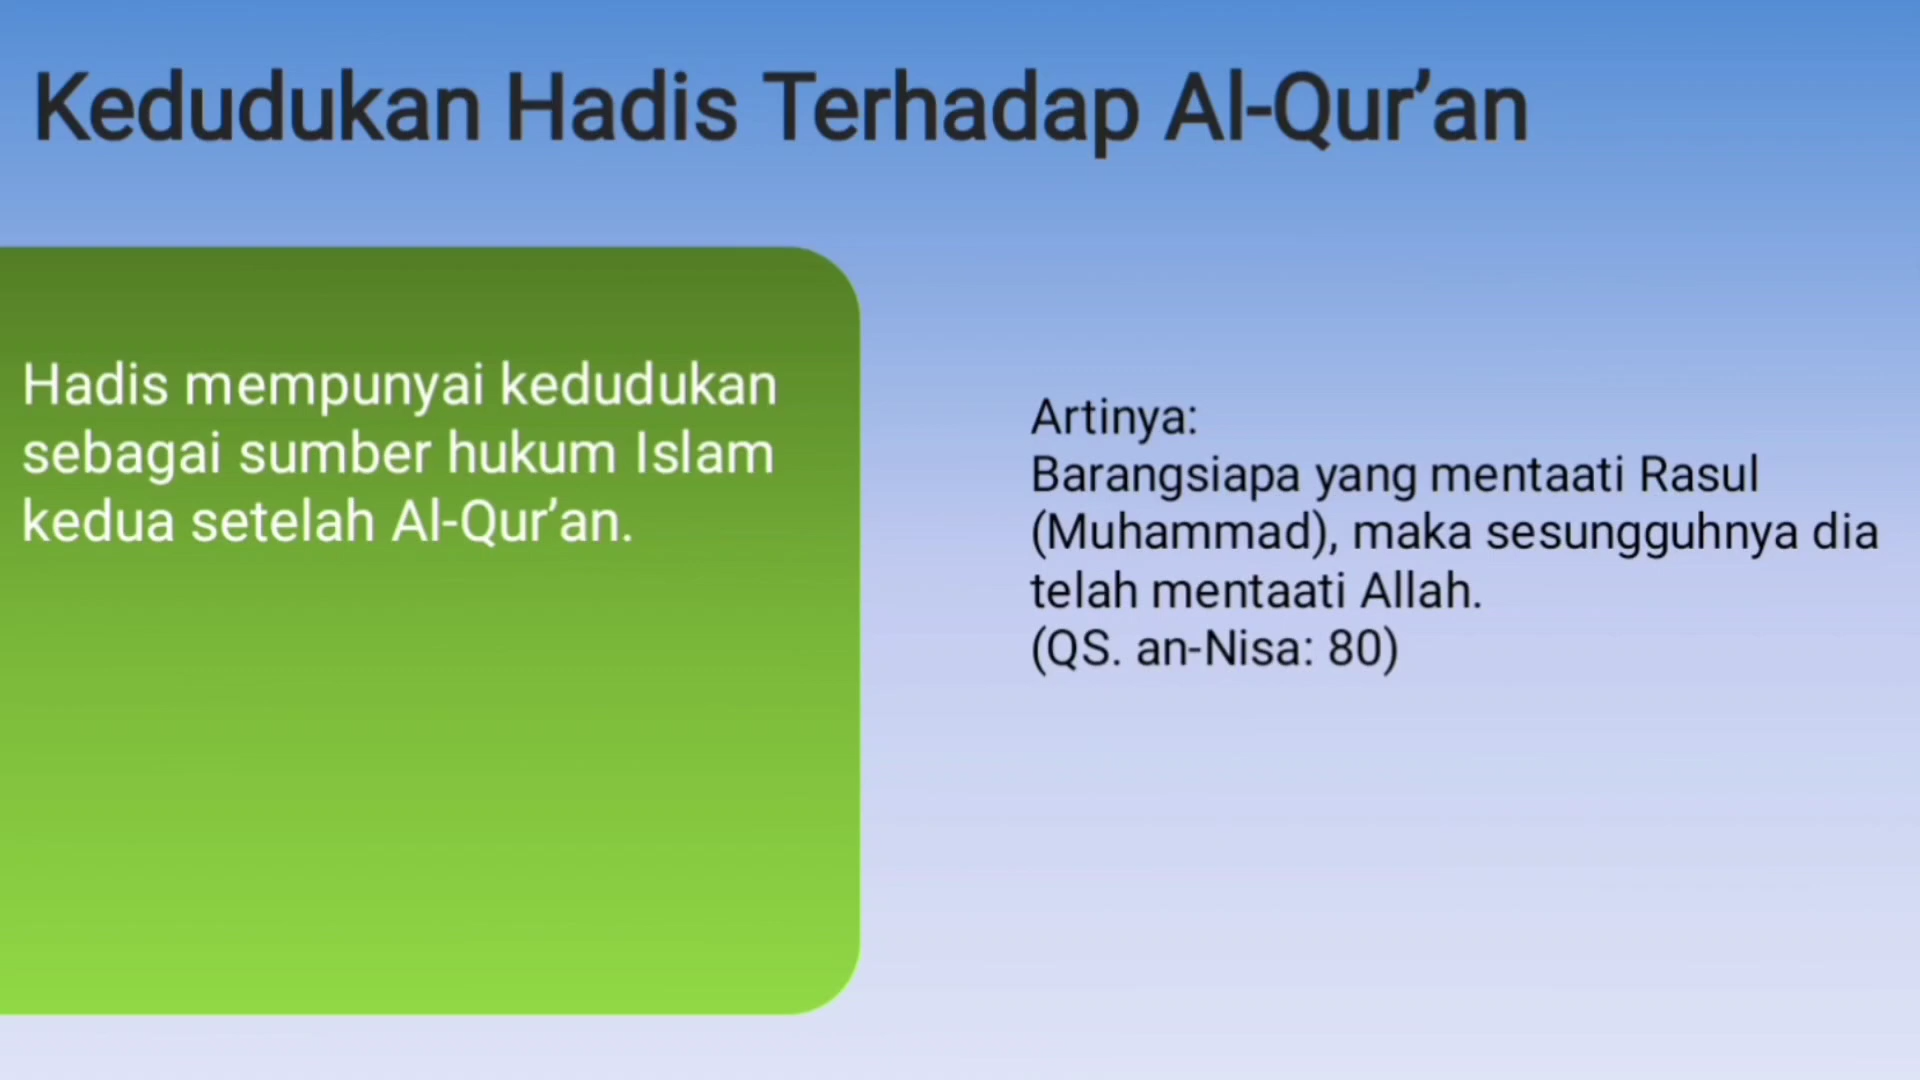 Kedudukan Hadis Terhadap Al-Qur’an
Hadis mempunyai kedudukan
sebagai sumber hukum Islam
kedua setelah Al-Qur’an.
Artinya:
Barangsiapa yang mentaati Rasul
(Muhammad), maka sesungguhnya dia
telah mentaati Allah.
(QS. an-Nisa: 80)